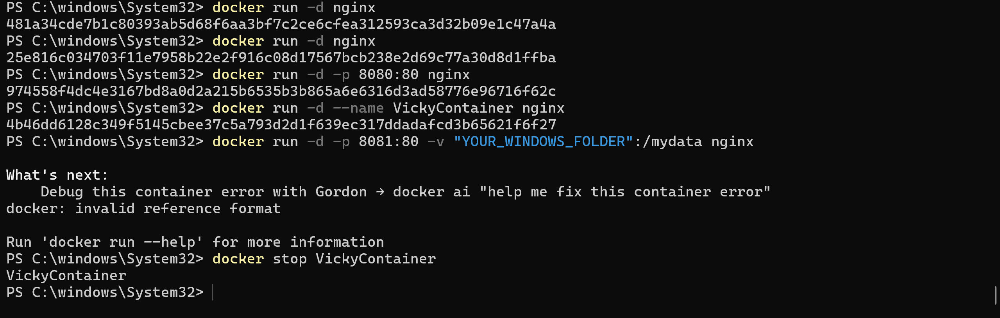 PS C:\windows\System32> docker run -d nginx
481a34cde7b1c80393ab5d68f6aa3bf7c2ce6cfea312593ca3d32b09e1c47a4a
PS C:\windows\System32> docker run -d nginx
25e816c034703f11e7958b22e2f916c08d17567bcb238e2d69c77a30d8d1ffba
PS C:\windows\System32> docker run -d -p 8080:80 nginx
974558f4dc4e3167bd8a0d2a215b6535b3b865a6e6316d3ad58776e96716f62c
PS C:\windows\System32> docker run -d --name VickyContainer nginx
4b46dd6128c349f5145cbee37c5a793d2d1f639ec317ddadafcd3b65621f6f27
PS C:\windows\System32> docker run -d -p 8081:80 -v "YOUR_WINDOWS_FOLDER":/mydata nginx
What's next:
Debug this container error with Gordon → docker ai "help me fix this container error"
docker: invalid reference format
Run 'docker run --help' for more information
PS C:\windows\System32> docker stop VickyContainer
VickyContainer
PS C:\windows\System32>